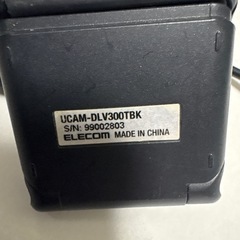 UCAM-DLV300TBK
S/N: 99002803
ELECOM MADE IN CHINA